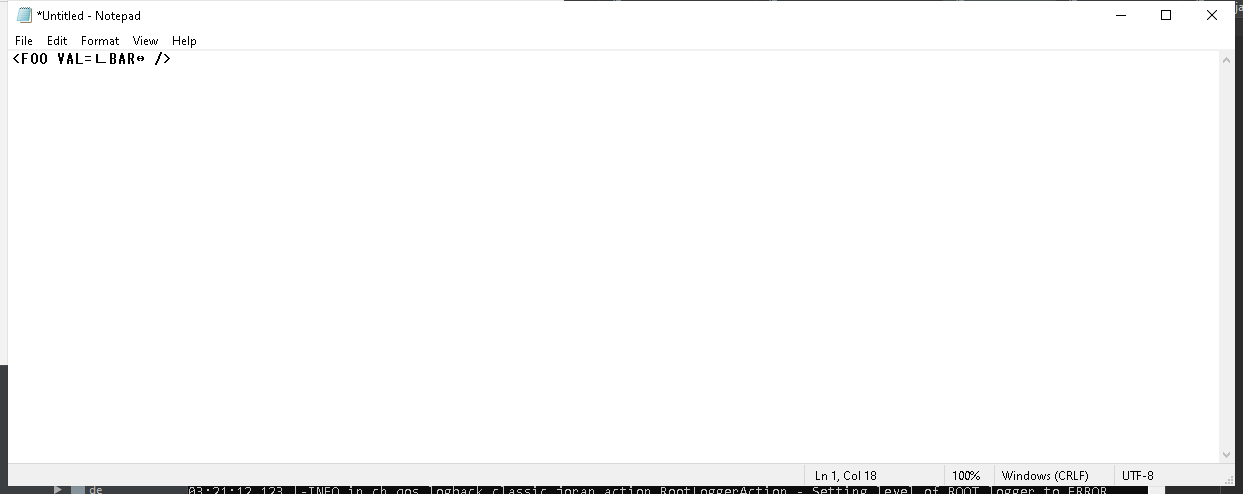 *Untitled - Notepad
File Edit Format View Help
<FOO VAL=∟BAR↔ />
Ln 1, Col 18 100% Windows (CRLF) UTF-8
de 03:21:12,123 |-INFO in ch.qos.logback.classic.joran.action.RootLoggerAction - Setting level of ROOT logger to ERROR